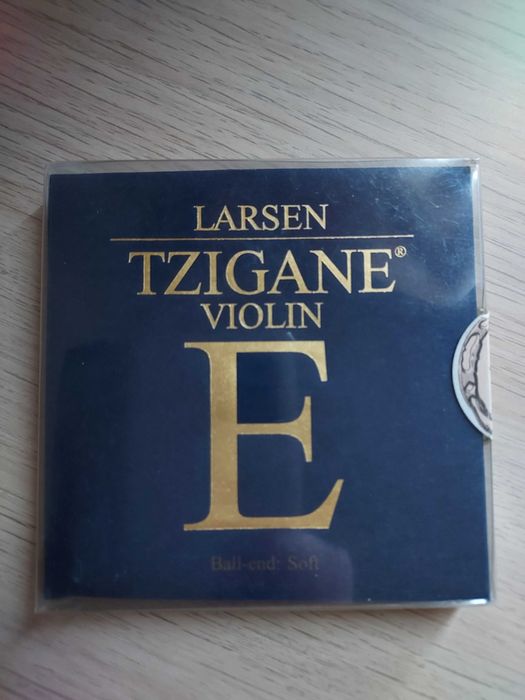 LARSEN
TZIGANE®
VIOLIN
E
Ball-end: Soft